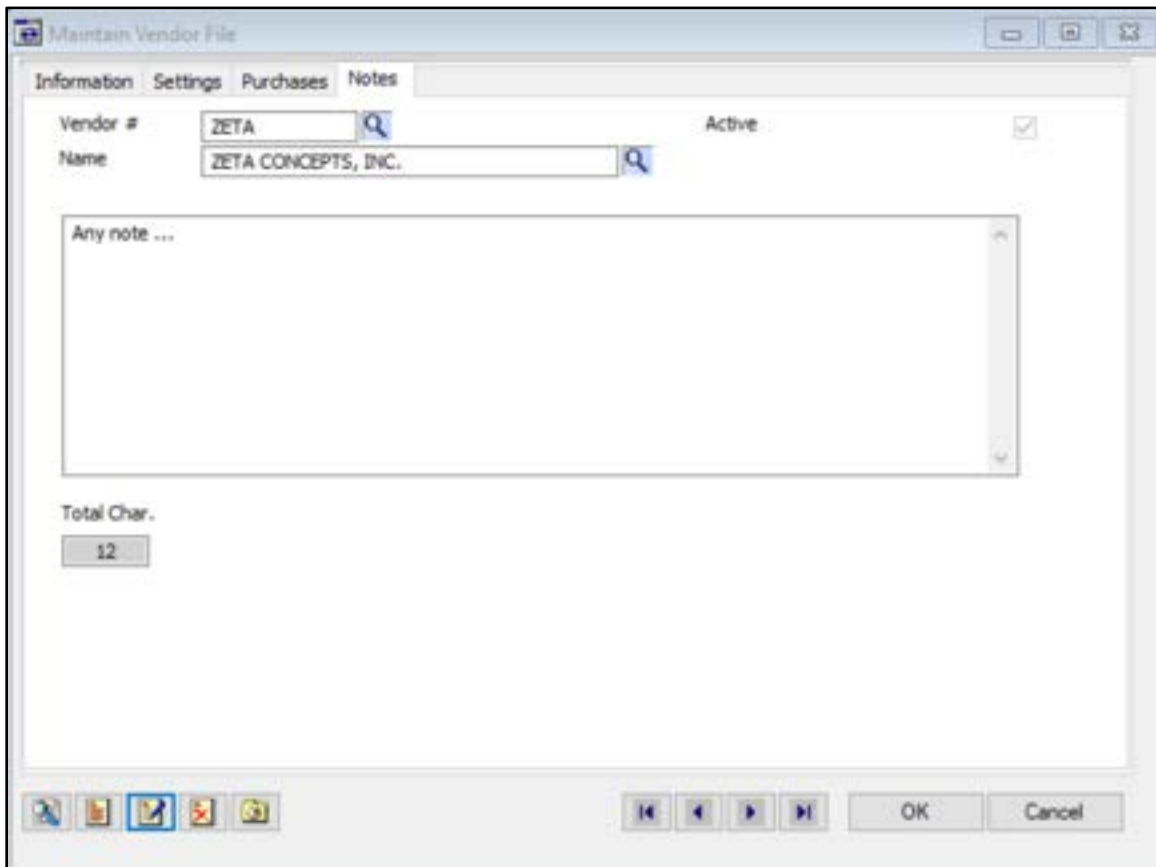 Maintain Vendor File
Information Settings Purchases Notes
Vendor # ZETA Active
Name ZETA CONCEPTS, INC.
Any note ...
Total Char.
12
OK Cancel